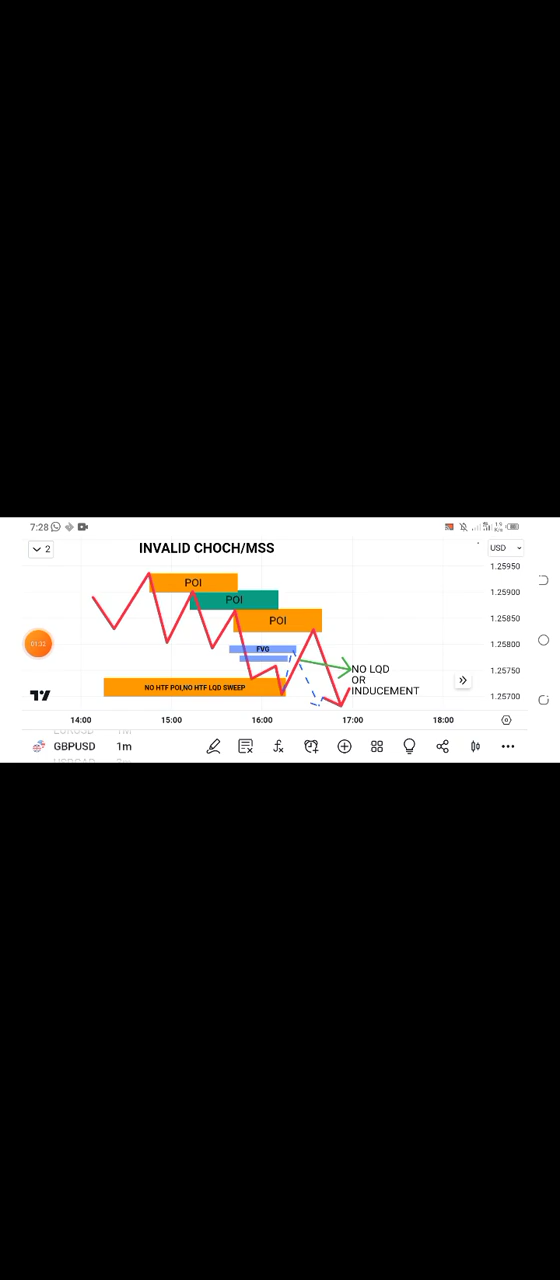 7:28
2
INVALID CHOCH/MSS
USD
1.25950
POI
1.25900
POI
1.25850
POI
01:33
1.25800
FVG
1.25750
NO LQD
OR
INDUCEMENT
NO HTF POI,NO HTF LQD SWEEP
1.25700
14:00
15:00
16:00
17:00
18:00
GBPUSD
1m